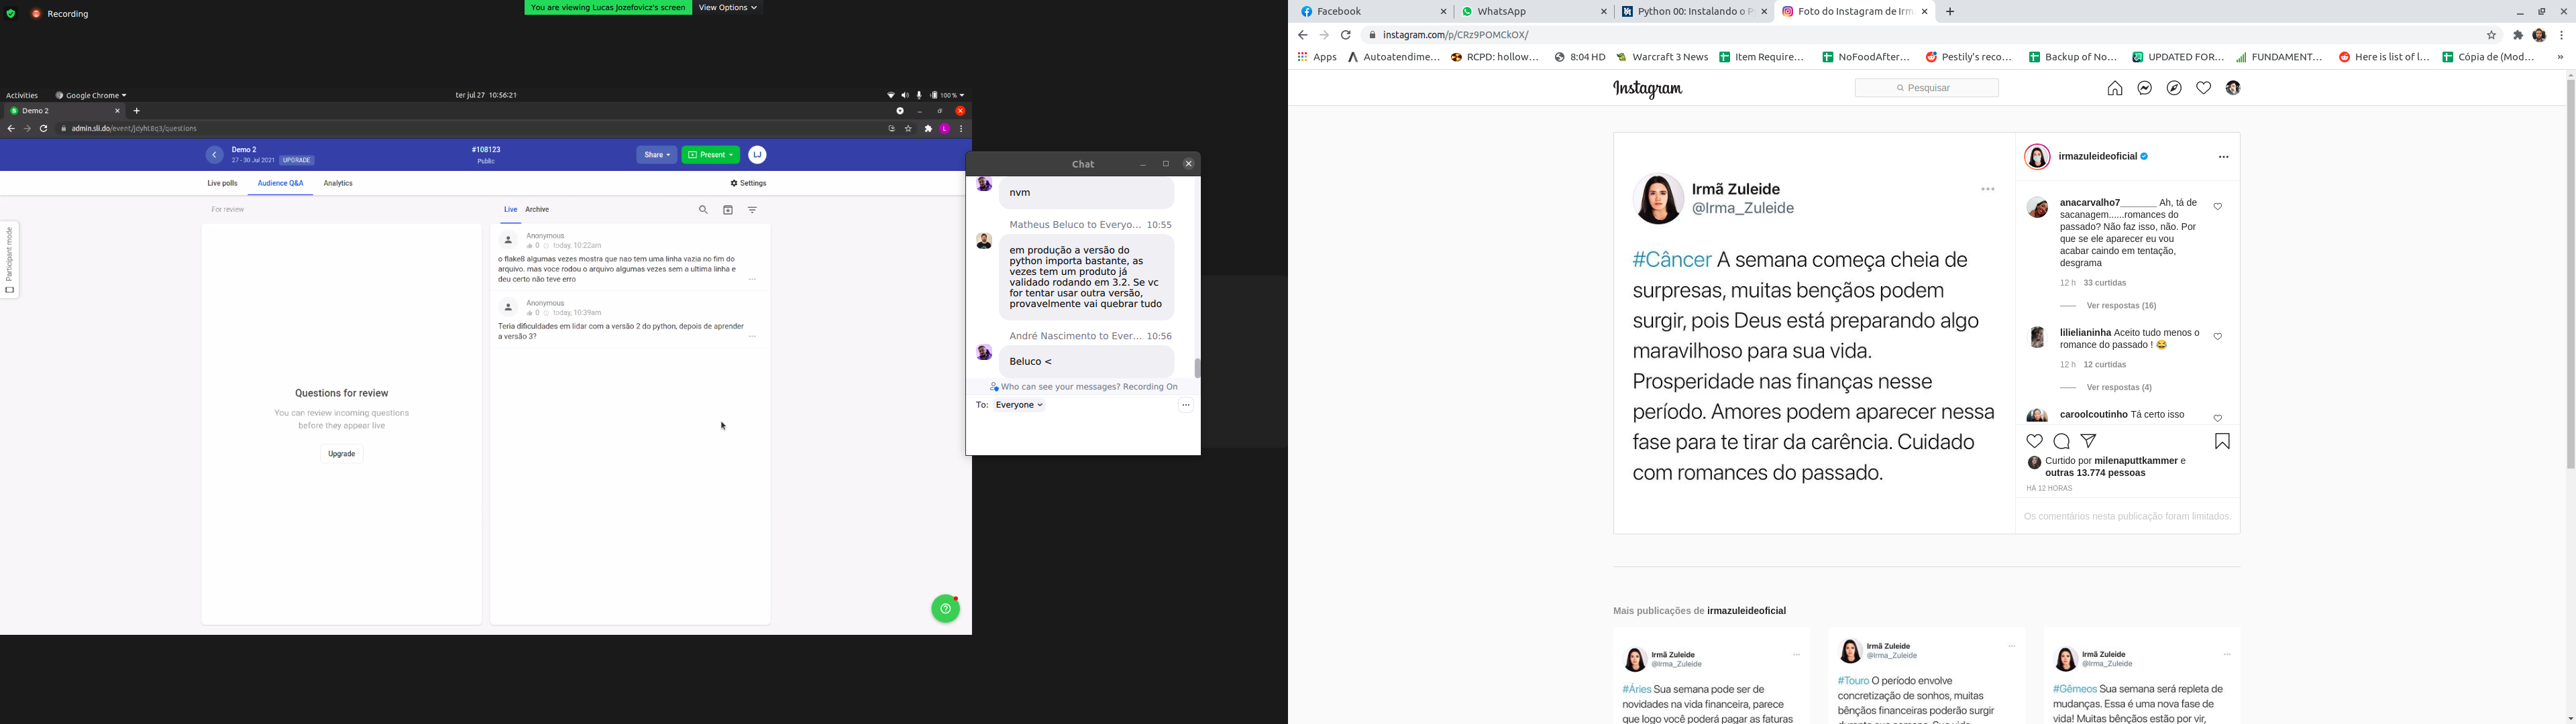 Recording
You are viewing Lucas Jozefovicz's screen
View Options
Activities
Google Chrome
ter jul 27 10:56:21
100 %
Demo 2
admin.sli.do/event/jdyht8q3/questions
Demo 2
27 - 30 Jul 2021
UPGRADE
#108123
Public
Share
Present
LJ
Live polls
Audience Q&A
Analytics
Settings
Participant mode
For review
Live
Archive
Questions for review
You can review incoming questions
before they appear live
Upgrade
Anonymous
0 today, 10:22am
o flake8 algumas vezes mostra que nao tem uma linha vazia no fim do
arquivo. mas voce rodou o arquivo algumas vezes sem a ultima linha e
deu certo não teve erro
Anonymous
0 today, 10:39am
Teria dificuldades em lidar com a versão 2 do python, depois de aprender
a versão 3?
Chat
nvm
Matheus Beluco to Everyo... 10:55
em produção a versão do
python importa bastante, as
vezes tem um produto já
validado rodando em 3.2. Se vc
for tentar usar outra versão,
provavelmente vai quebrar tudo
André Nascimento to Ever... 10:56
Beluco <
Who can see your messages? Recording On
To: Everyone
Facebook
WhatsApp
Python 00: Instalando o P
Foto do Instagram de Irm
instagram.com/p/CRz9POMCkOX/
Apps
Autoatendime...
RCPD: hollow...
8:04 HD
Warcraft 3 News
Item Require...
NoFoodAfter...
Pestily's reco...
Backup of No...
UPDATED FOR...
FUNDAMENT...
Here is list of l...
Cópia de (Mod...
Instagram
Pesquisar
Irmã Zuleide
@Irma_Zuleide
#Câncer A semana começa cheia de
surpresas, muitas bençãos podem
surgir, pois Deus está preparando algo
maravilhoso para sua vida.
Prosperidade nas finanças nesse
período. Amores podem aparecer nessa
fase para te tirar da carência. Cuidado
com romances do passado.
irmazuleideoficial
anacarvalho7_______ Ah, tá de
sacanagem......romances do
passado? Não faz isso, não. Por
que se ele aparecer eu vou
acabar caindo em tentação,
desgrama
12 h 33 curtidas
Ver respostas (16)
lilielianinha Aceito tudo menos o
romance do passado ! 😂
12 h 12 curtidas
Ver respostas (4)
caroolcoutinho Tá certo isso
Curtido por milenaputtkammer e
outras 13.774 pessoas
HÁ 12 HORAS
Os comentários nesta publicação foram limitados.
Mais publicações de irmazuleideoficial
Irmã Zuleide
@Irma_Zuleide
#Áries Sua semana pode ser de
novidades na vida financeira, parece
que logo você poderá pagar as faturas
Irmã Zuleide
@Irma_Zuleide
#Touro O período envolve
concretização de sonhos, muitas
bênçãos financeiras poderão surgir
Irmã Zuleide
@Irma_Zuleide
#Gêmeos Sua semana será repleta de
mudanças. Essa é uma nova fase de
vida! Muitas bênçãos estão por vir,